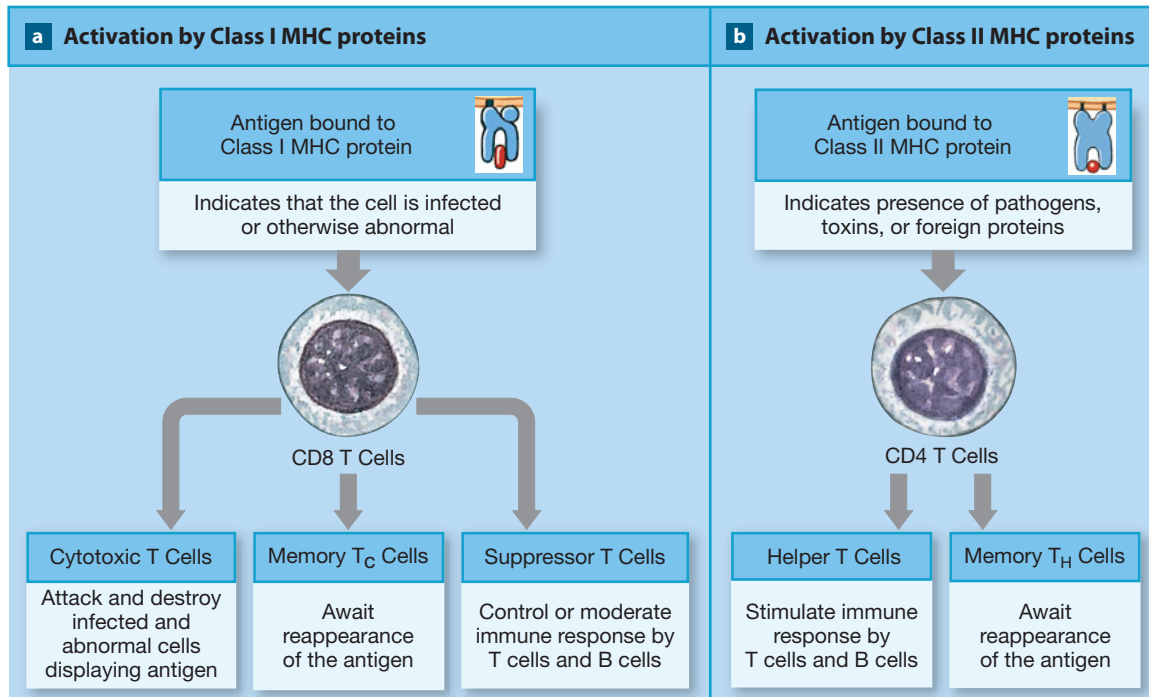 a Activation by Class I MHC proteins
Antigen bound to
Class I MHC protein
Indicates that the cell is infected
or otherwise abnormal
CD8 T Cells
Cytotoxic T Cells
Attack and destroy
infected and
abnormal cells
displaying antigen
Memory T_C Cells
Await
reappearance
of the antigen
Suppressor T Cells
Control or moderate
immune response by
T cells and B cells
b Activation by Class II MHC proteins
Antigen bound to
Class II MHC protein
Indicates presence of pathogens,
toxins, or foreign proteins
CD4 T Cells
Helper T Cells
Stimulate immune
response by
T cells and B cells
Memory T_H Cells
Await
reappearance
of the antigen